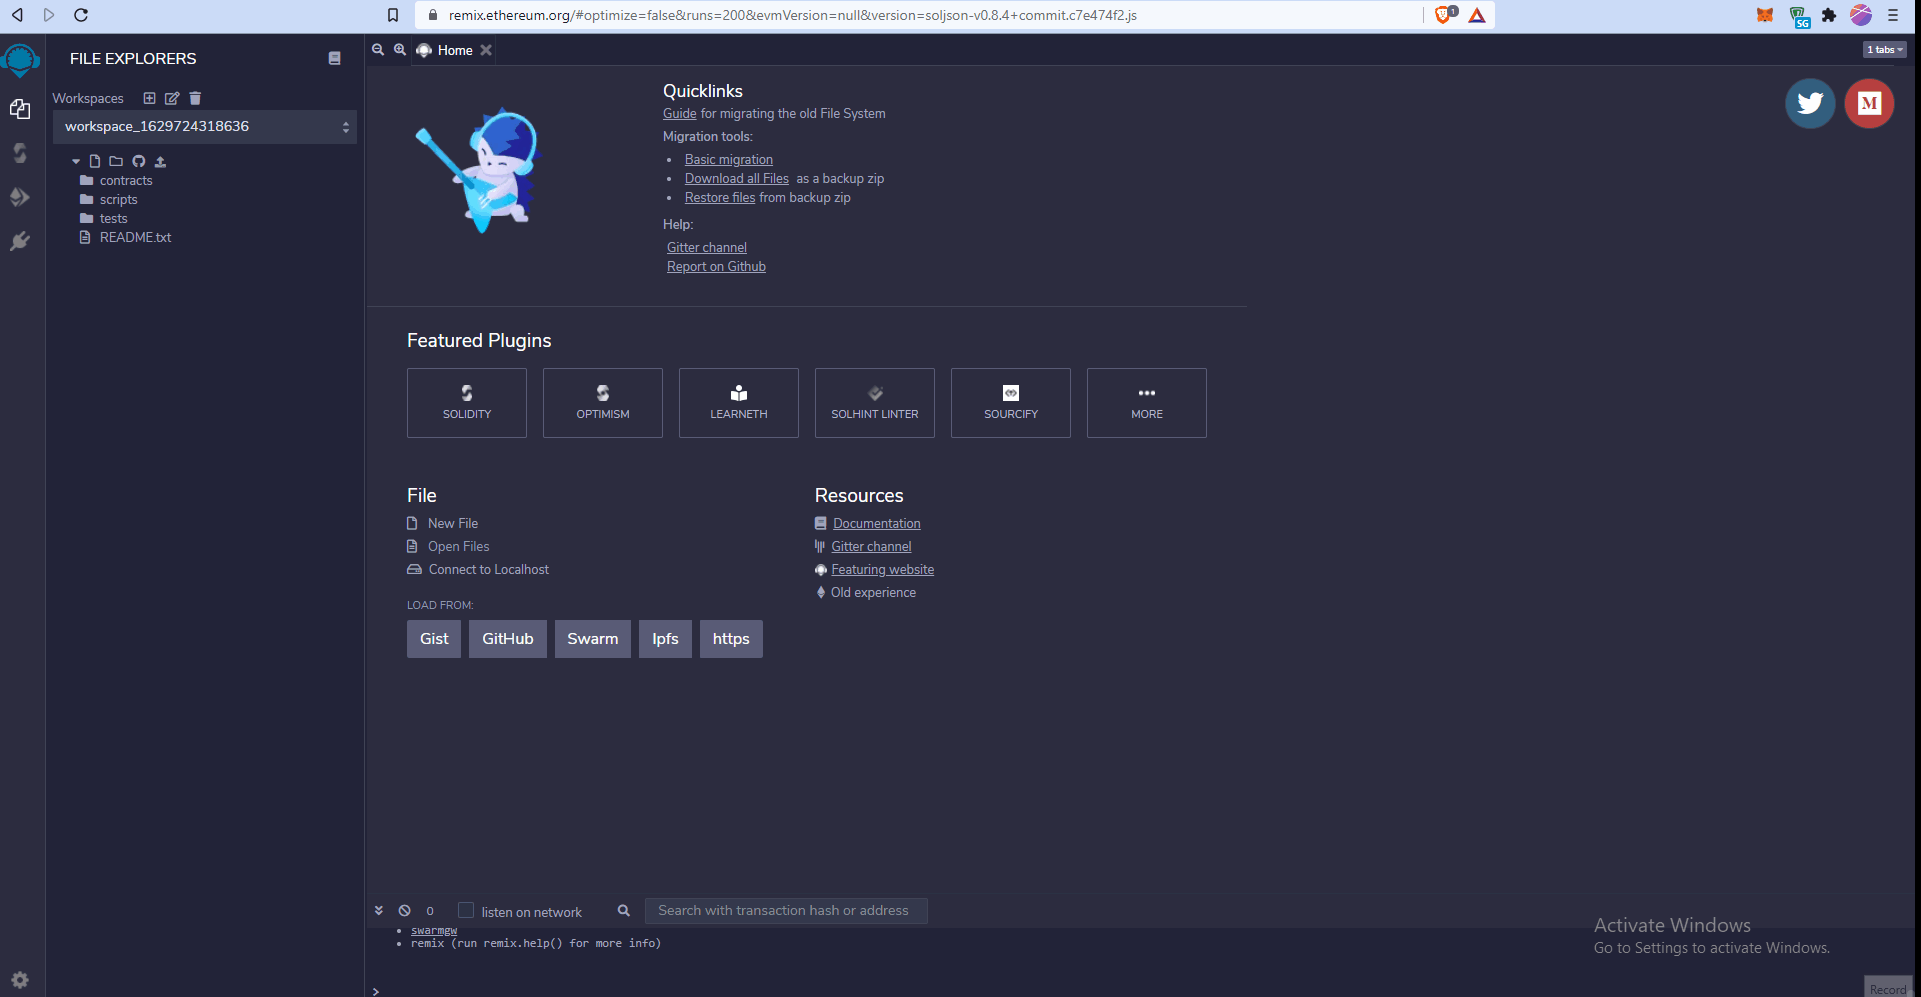 remix.ethereum.org/#optimize=false&runs=200&evmVersion=null&version=soljson-v0.8.4+commit.c7e474f2.js
1
SG
FILE EXPLORERS
Home
1 tabs
Workspaces
workspace_1629724318636
contracts
scripts
tests
README.txt
Quicklinks
Guide for migrating the old File System
Migration tools:
Basic migration
Download all Files as a backup zip
Restore files from backup zip
Help:
Gitter channel
Report on Github
M
Featured Plugins
SOLIDITY
OPTIMISM
LEARNETH
SOLHINT LINTER
SOURCIFY
MORE
File
New File
Open Files
Connect to Localhost
LOAD FROM:
Gist
GitHub
Swarm
Ipfs
https
Resources
Documentation
Gitter channel
Featuring website
Old experience
0
listen on network
Search with transaction hash or address
swarmgw
remix (run remix.help() for more info)
>
Activate Windows
Go to Settings to activate Windows.
Record